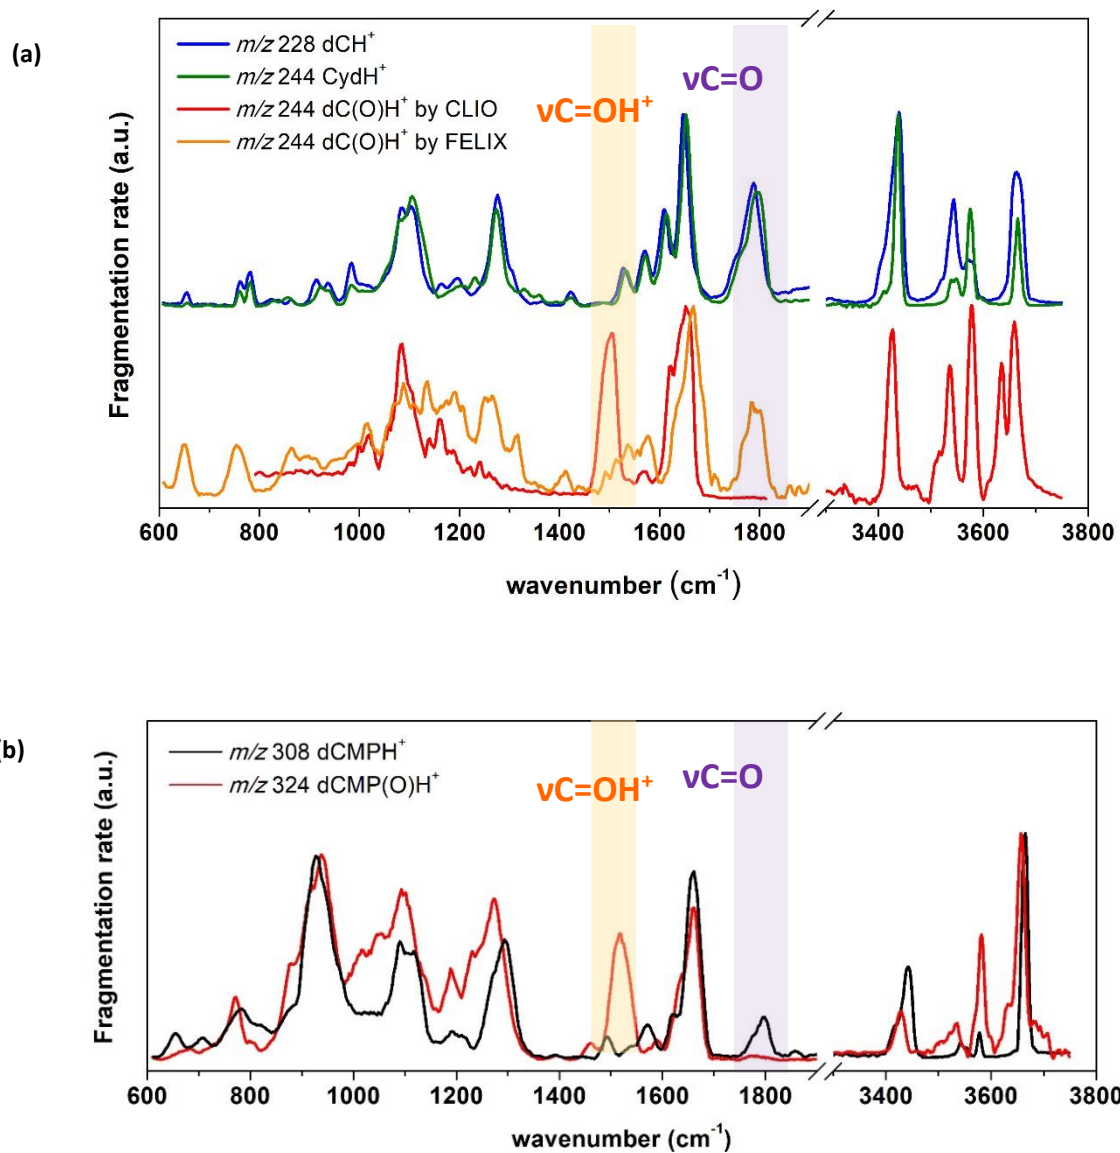 (a)
m/z 228 dCH⁺
m/z 244 CydH⁺
m/z 244 dC(O)H⁺ by CLIO
m/z 244 dC(O)H⁺ by FELIX
νC=OH⁺
νC=O
Fragmentation rate (a.u.)
600 800 1000 1200 1400 1600 1800 3400 3600 3800
wavenumber (cm⁻¹)
(b)
m/z 308 dCMPH⁺
m/z 324 dCMP(O)H⁺
νC=OH⁺
νC=O
Fragmentation rate (a.u.)
600 800 1000 1200 1400 1600 1800 3400 3600 3800
wavenumber (cm⁻¹)